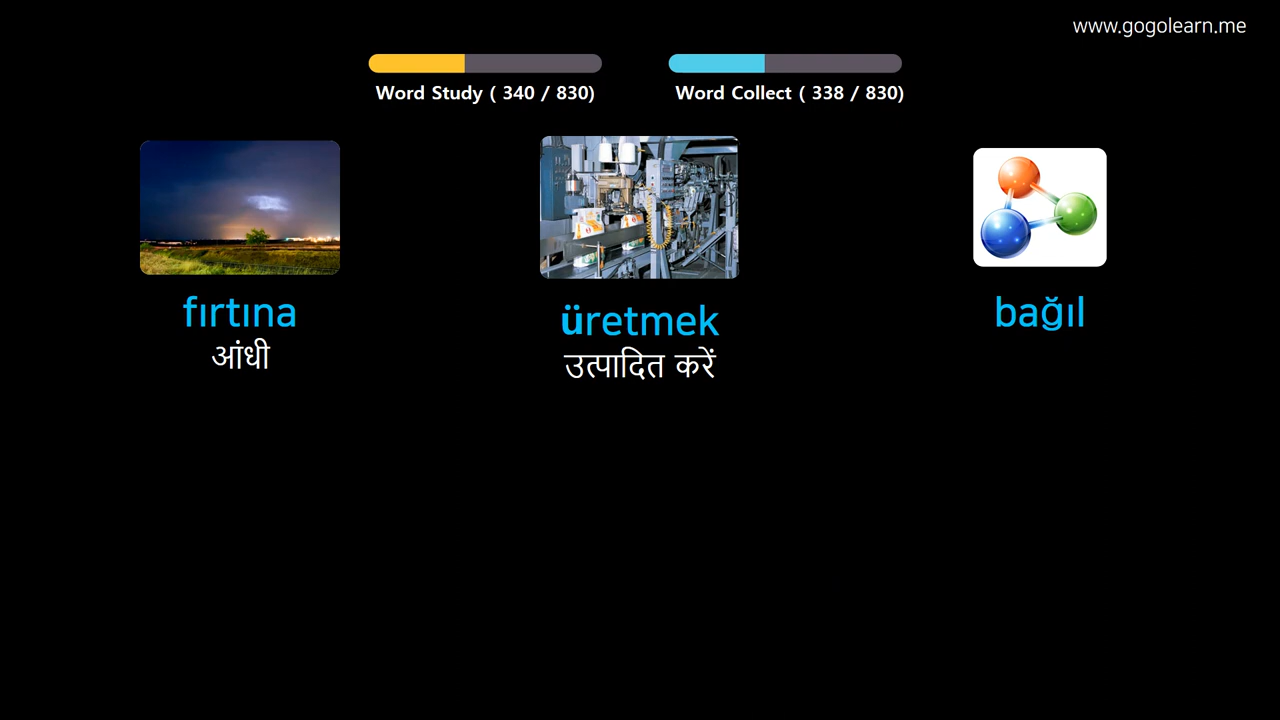 www.gogolearn.me
Word Study ( 340 / 830)
Word Collect ( 338 / 830)
fırtına
आंधी
üretmek
उत्पादित करें
bağıl